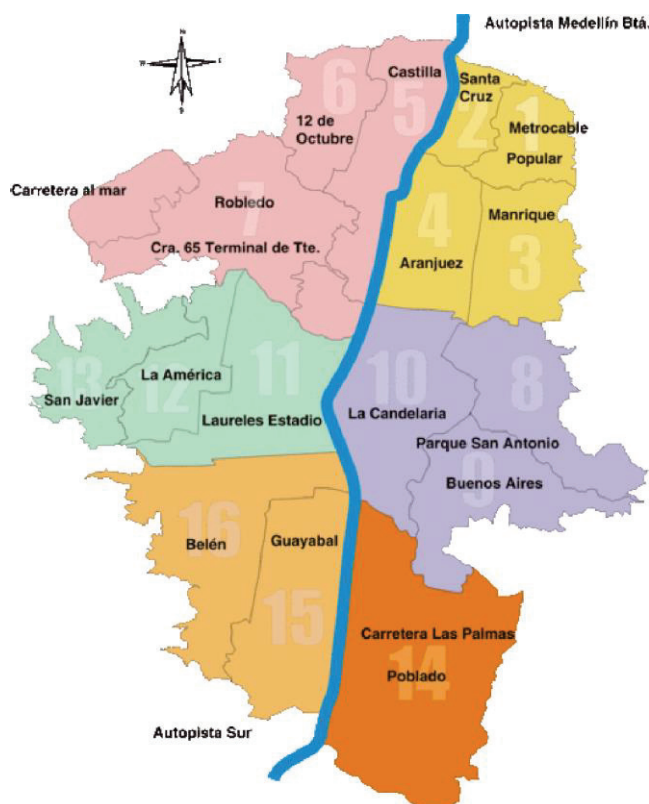 Autopista Medellín Btá.
6
Castilla
5
Santa
Cruz
2
1
12 de
Octubre
Metrocable
Popular
Carretera al mar
7
Robledo
4
Manrique
3
Cra. 65 Terminal de Tte.
Aranjuez
13
12
11
La América
San Javier
Laureles Estadio
10
8
La Candelaria
Parque San Antonio
9
Buenos Aires
16
Belén
Guayabal
15
Carretera Las Palmas
14
Poblado
Autopista Sur